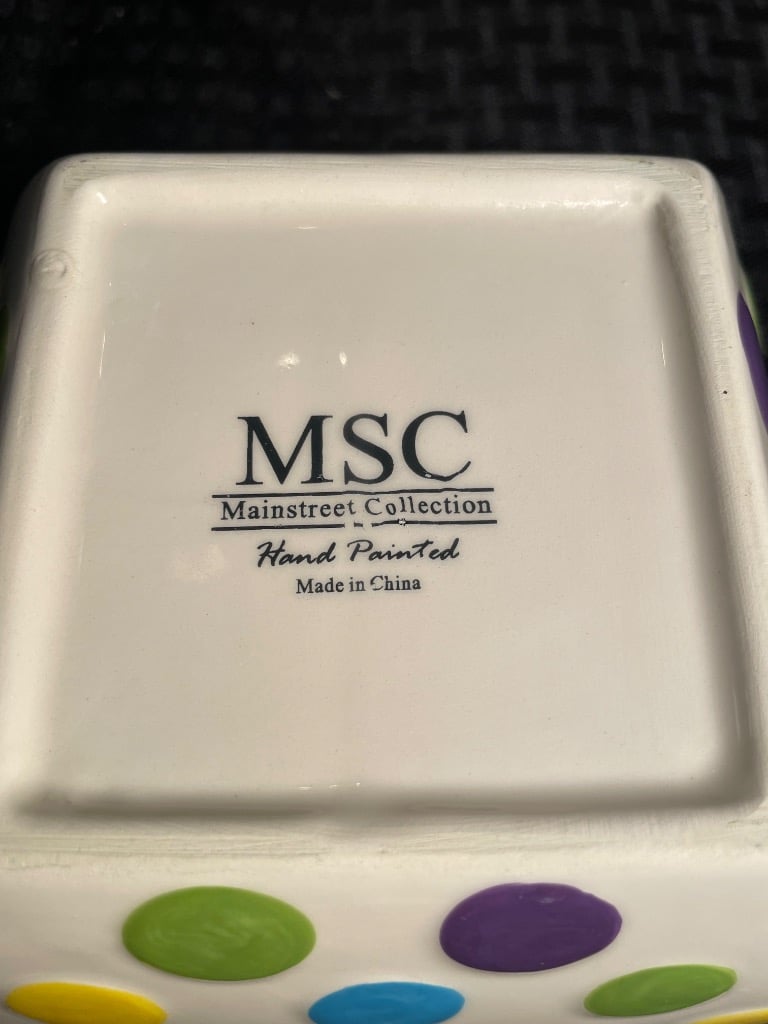 MSC
Mainstreet Collection
Hand Painted
Made in China